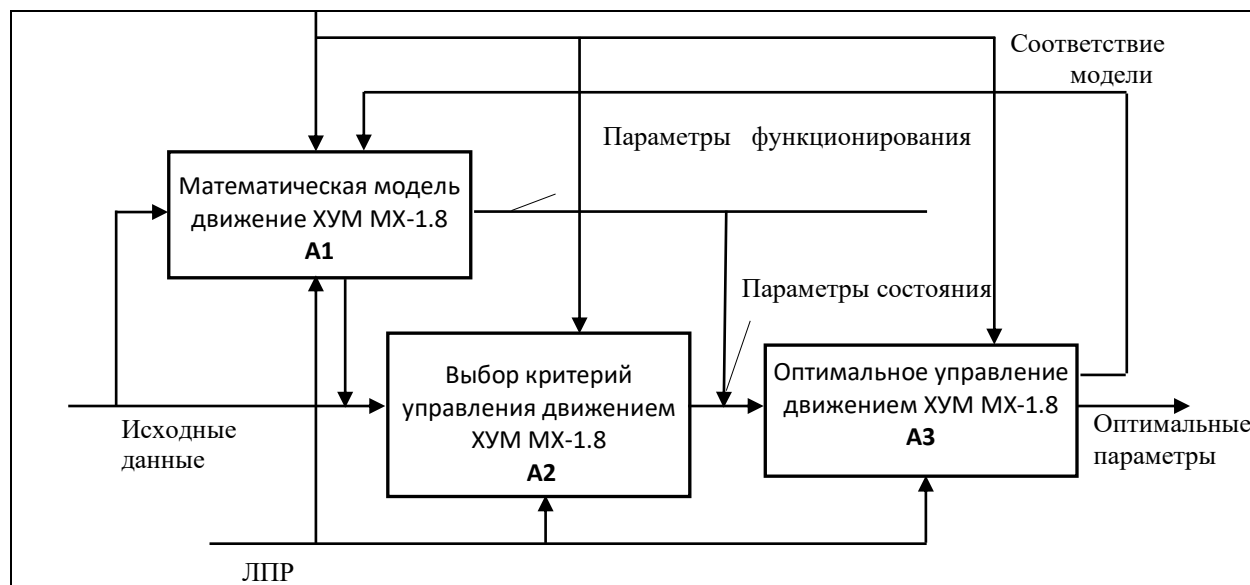 Соответствие
модели
Параметры функционирования
Математическая модель
движение ХУМ МХ-1.8
А1
Параметры состояния
Выбор критерий
управления движением
ХУМ МХ-1.8
А2
Оптимальное управление
движением ХУМ МХ-1.8
А3
Исходные
данные
Оптимальные
параметры
ЛПР